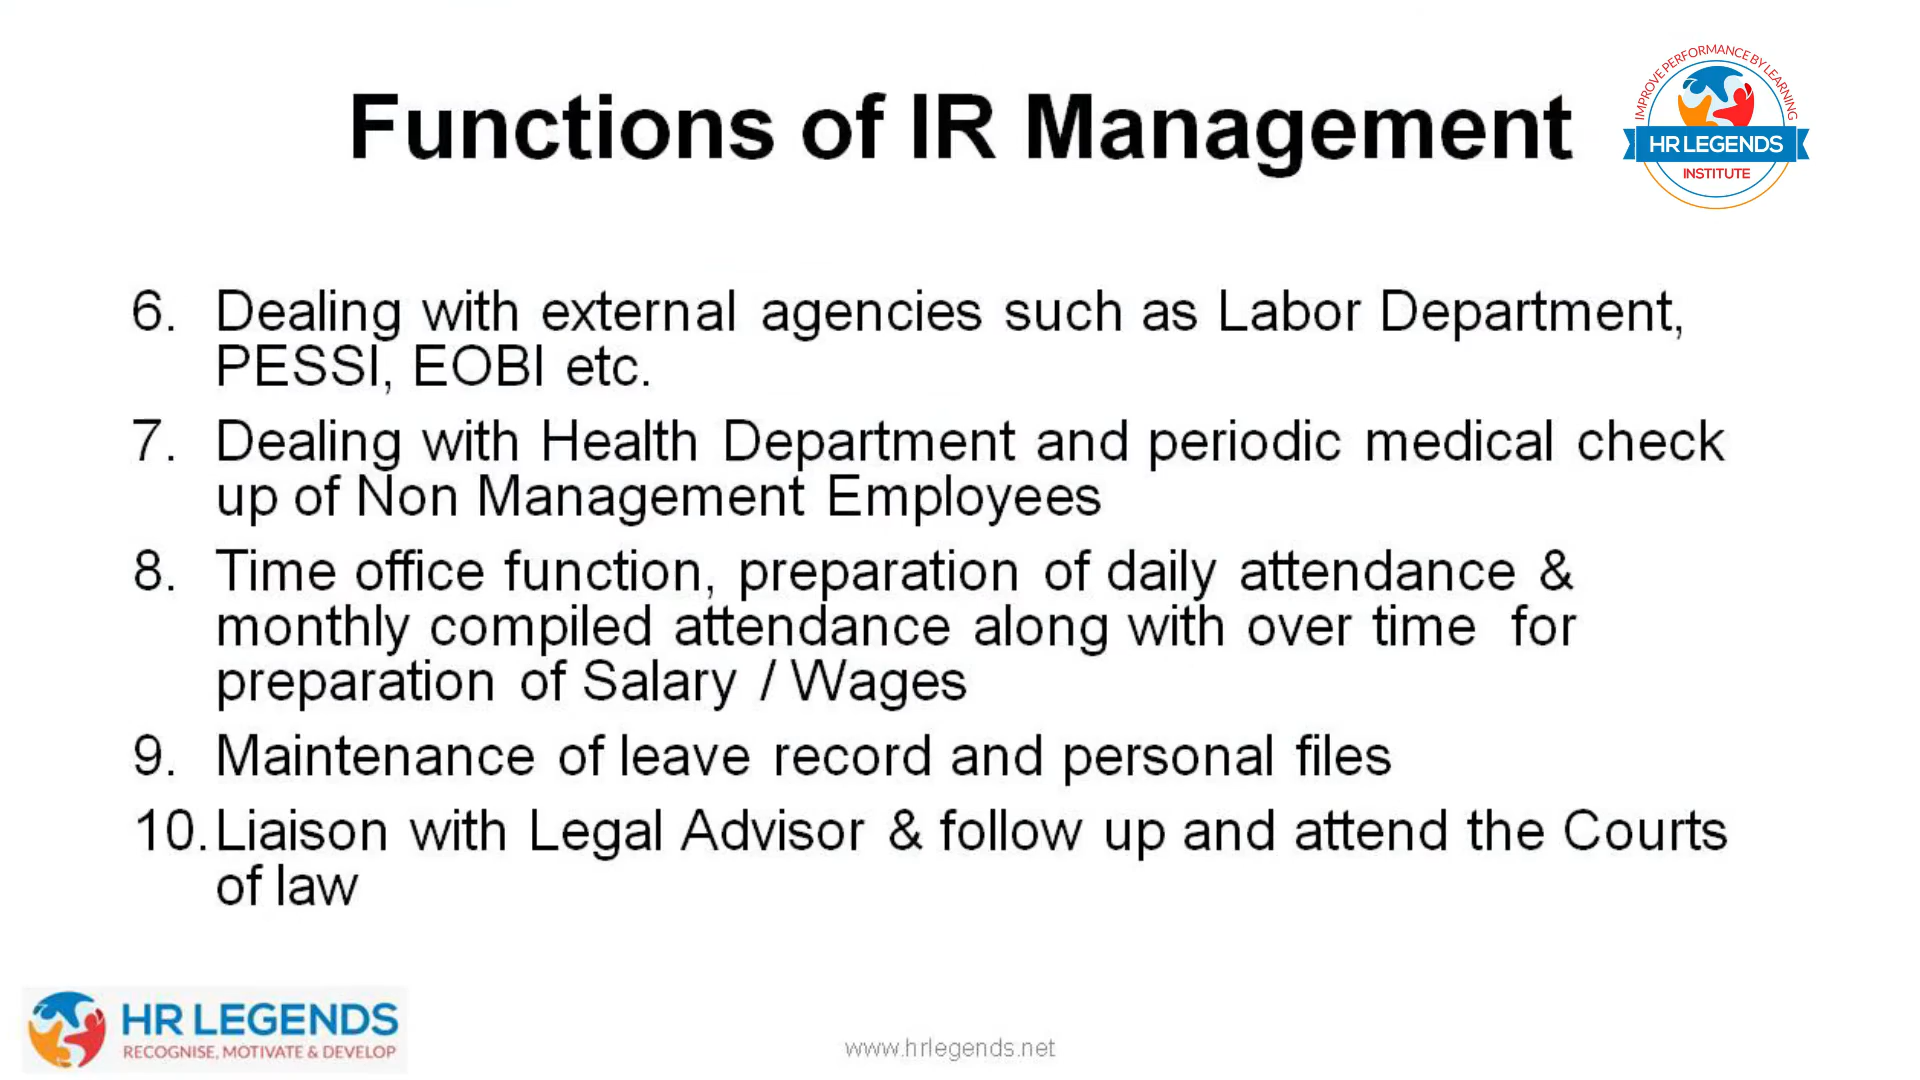 Functions of IR Management
IMPROVE PERFORMANCE BY LEARNING
HR LEGENDS
INSTITUTE
6. Dealing with external agencies such as Labor Department,
PESSI, EOBI etc.
7. Dealing with Health Department and periodic medical check
up of Non Management Employees
8. Time office function, preparation of daily attendance &
monthly compiled attendance along with over time for
preparation of Salary / Wages
9. Maintenance of leave record and personal files
10. Liaison with Legal Advisor & follow up and attend the Courts
of law
HR LEGENDS
RECOGNISE, MOTIVATE & DEVELOP
www.hrlegends.net